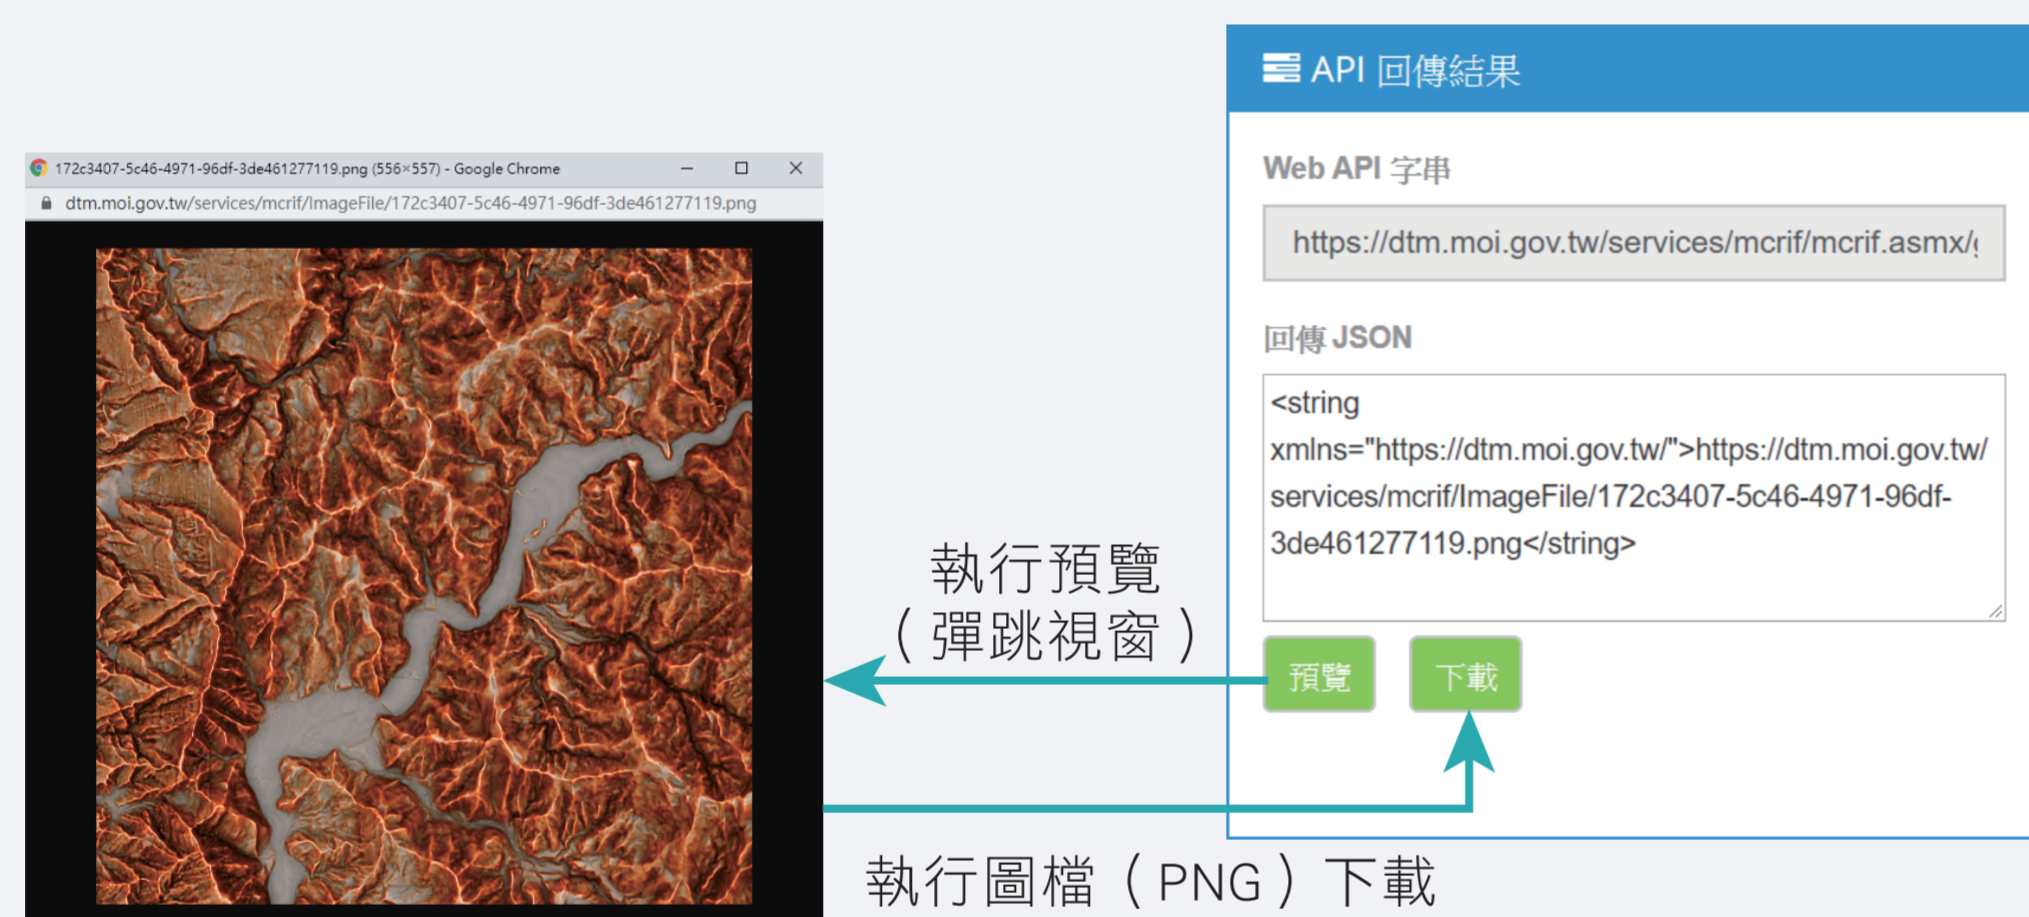 172c3407-5c46-4971-96df-3de461277119.png (556×557) - Google Chrome
dtm.moi.gov.tw/services/mcrif/ImageFile/172c3407-5c46-4971-96df-3de461277119.png
執行預覽
（彈跳視窗）
執行圖檔（PNG）下載
API 回傳結果
Web API 字串
https://dtm.moi.gov.tw/services/mcrif/mcrif.asmx/
回傳 JSON
<string
xmlns="https://dtm.moi.gov.tw/">https://dtm.moi.gov.tw/
services/mcrif/ImageFile/172c3407-5c46-4971-96df-
3de461277119.png</string>
預覽
下載